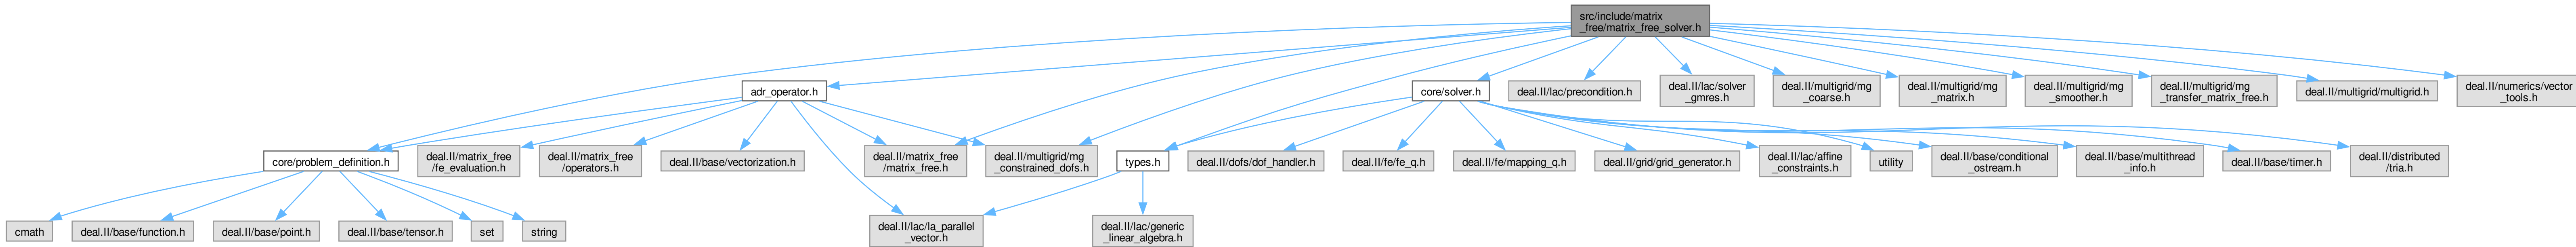 src/include/matrix
_free/matrix_free_solver.h
adr_operator.h
core/solver.h
deal.II/lac/precondition.h
deal.II/lac/solver
_gmres.h
deal.II/multigrid/mg
_coarse.h
deal.II/multigrid/mg
_matrix.h
deal.II/multigrid/mg
_smoother.h
deal.II/multigrid/mg
_transfer_matrix_free.h
deal.II/multigrid/multigrid.h
deal.II/numerics/vector
_tools.h
core/problem_definition.h
deal.II/matrix_free
/fe_evaluation.h
deal.II/matrix_free
/operators.h
deal.II/base/vectorization.h
deal.II/matrix_free
/matrix_free.h
deal.II/multigrid/mg
_constrained_dofs.h
types.h
deal.II/dofs/dof_handler.h
deal.II/fe/fe_q.h
deal.II/fe/mapping_q.h
deal.II/grid/grid_generator.h
deal.II/lac/affine
_constraints.h
utility
deal.II/base/conditional
_ostream.h
deal.II/base/multithread
_info.h
deal.II/base/timer.h
deal.II/distributed
/tria.h
cmath
deal.II/base/function.h
deal.II/base/point.h
deal.II/base/tensor.h
set
string
deal.II/lac/la_parallel
_vector.h
deal.II/lac/generic
_linear_algebra.h